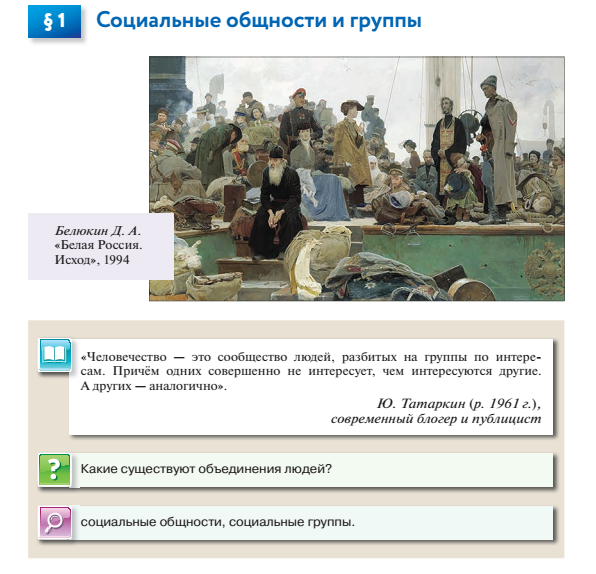 § 1
Социальные общности и группы
Белюкин Д. А.
«Белая Россия.
Исход», 1994
«Человечество — это сообщество людей, разбитых на группы по интере-
сам. Причём одних совершенно не интересует, чем интересуются другие.
А других — аналогично».
Ю. Татаркин (р. 1961 г.),
современный блогер и публицист
Какие существуют объединения людей?
социальные общности, социальные группы.